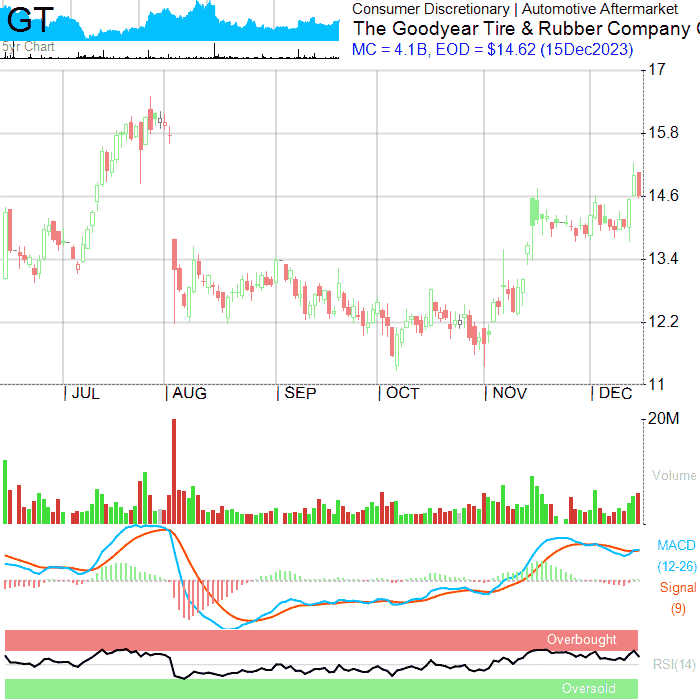 GT
5yr Chart
Consumer Discretionary | Automotive Aftermarket
The Goodyear Tire & Rubber Company
MC = 4.1B, EOD = $14.62 (15Dec2023)
17
15.8
14.6
13.4
12.2
11
| JUL | AUG | SEP | OCT | NOV | DEC
20M
Volume
MACD
(12-26)
Signal
(9)
Overbought
RSI(14)
Oversold